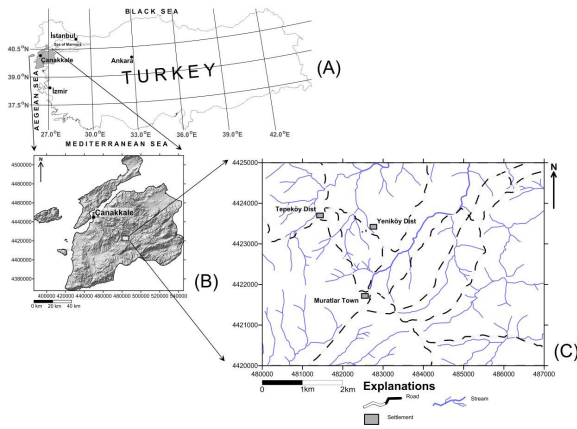 BLACK SEA
(A)
İstanbul
Sea of Marmara
40.5°N
Çanakkale
Ankara
TURKEY
39.0°N
İzmir
37.5°N
AEGEAN SEA
27.0°E 30.0°E 33.0°E 36.0°E 39.0°E 42.0°E
MEDITERRANEAN SEA
4500000
4480000
4460000
4440000
4420000
4400000
4380000
N
Çanakkale
(B)
400000 420000 440000 460000 480000 500000 520000 540000
0 km 20 km 40 km
4425000
4424000
4423000
4422000
4421000
4420000
N
Tepeköy Dist
Yeniköy Dist
Muratlar Town
480000 481000 482000 483000 484000 485000 486000 487000
(C)
0 1km 2km
Explanations
Road
Stream
Settlement